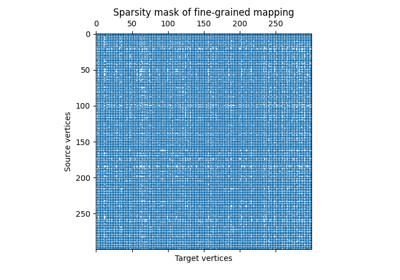 Sparsity mask of fine-grained mapping
0 50 100 150 200 250
0
50
100
150
200
250
Source vertices
Target vertices